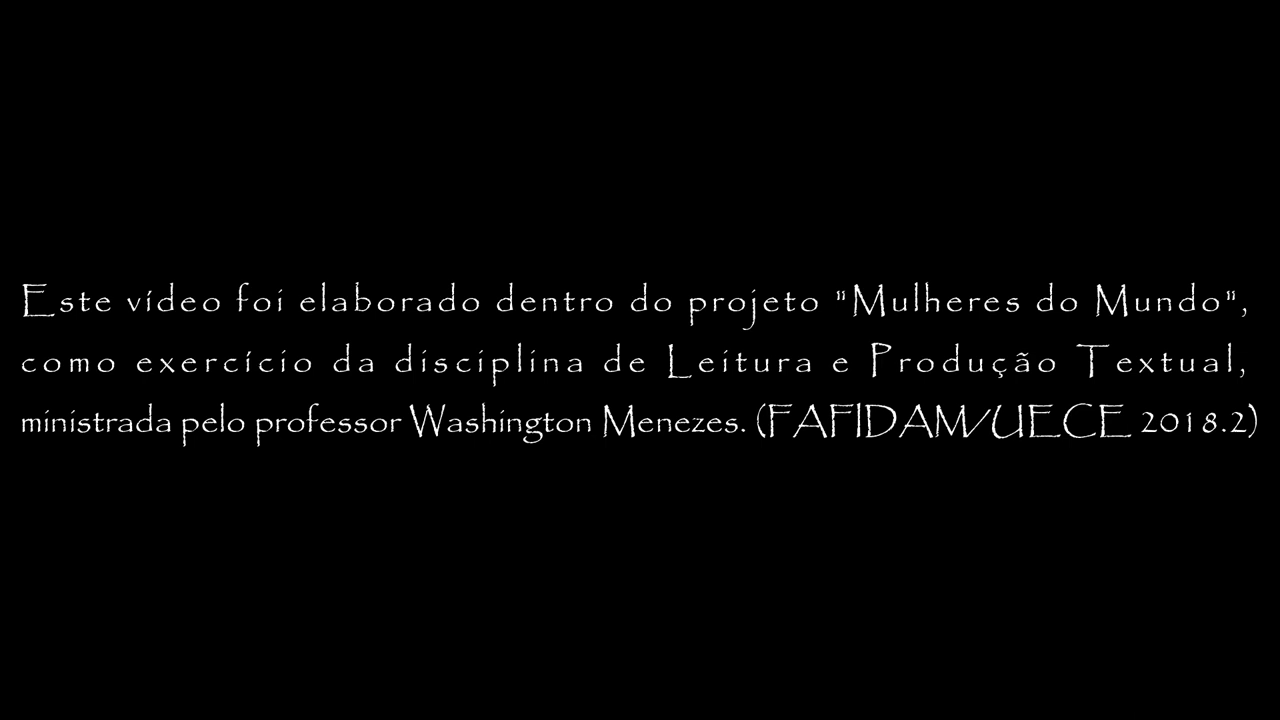 Este vídeo foi elaborado dentro do projeto "Mulheres do Mundo",
como exercício da disciplina de Leitura e Produção Textual,
ministrada pelo professor Washington Menezes. (FAFIDAM/UECE 2018.2)